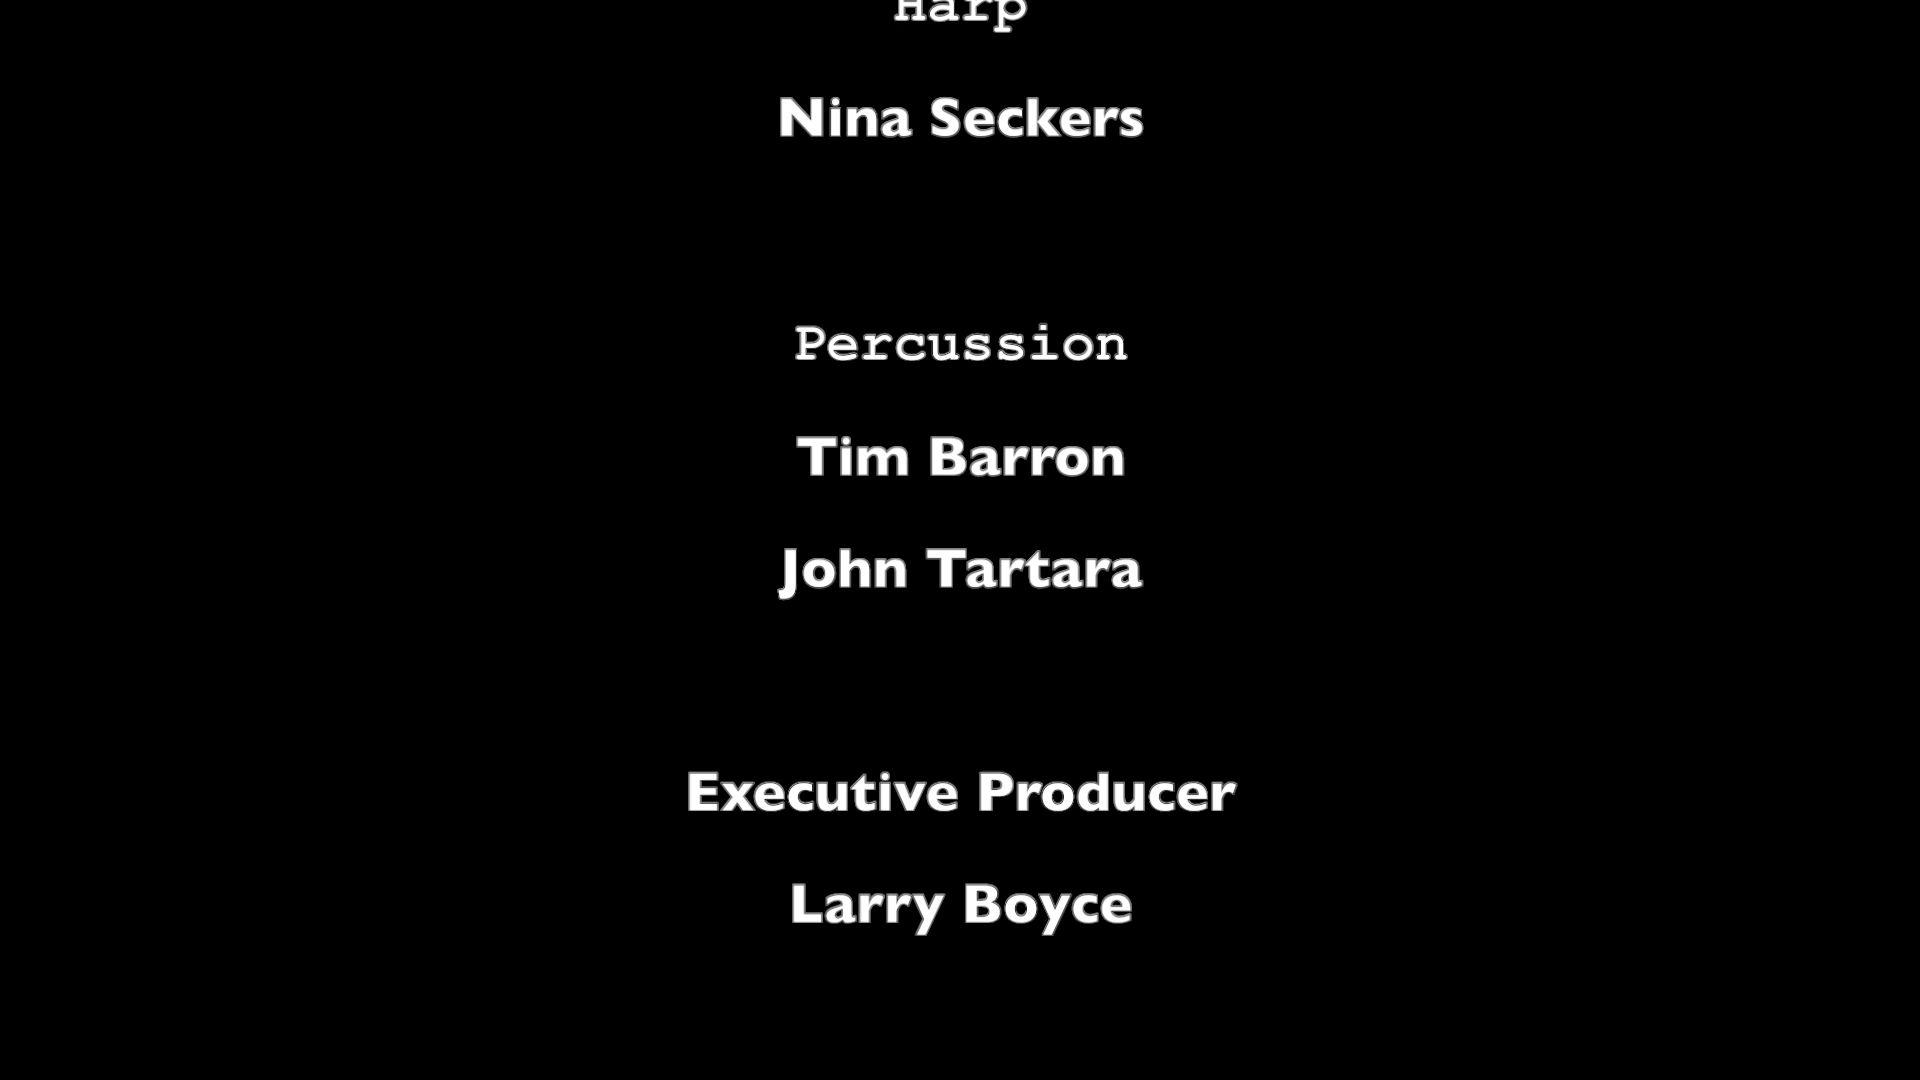 Harp
Nina Seckers
Percussion
Tim Barron
John Tartara
Executive Producer
Larry Boyce